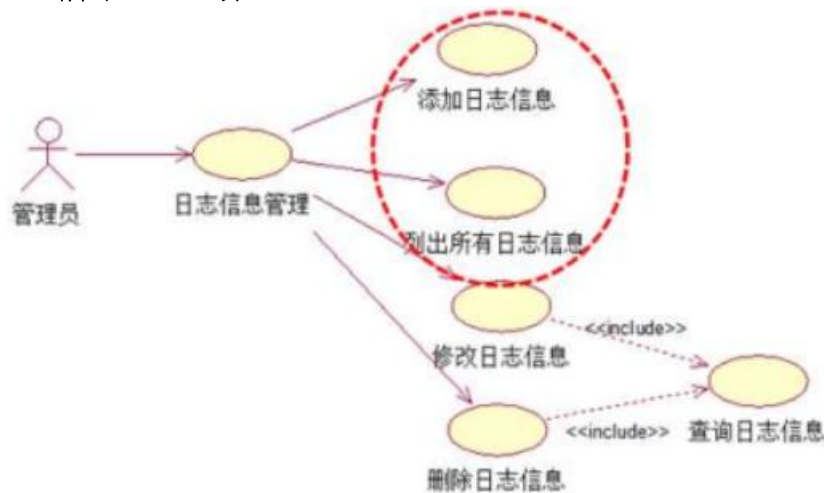 添加日志信息
管理员
日志信息管理
列出所有日志信息
<<include>>
修改日志信息
<<include>>
查询日志信息
删除日志信息